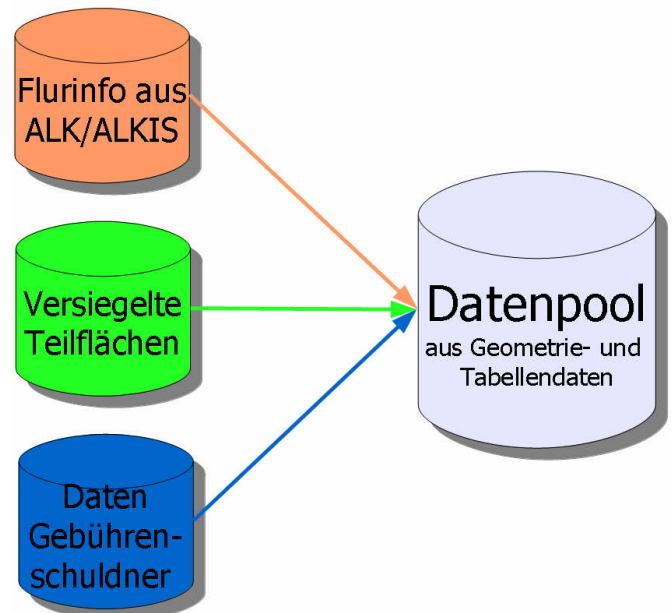 Flurinfo aus
ALK/ALKIS
Versiegelte
Teilflächen
Daten
Gebühren-
schuldner
Datenpool
aus Geometrie- und
Tabellendaten